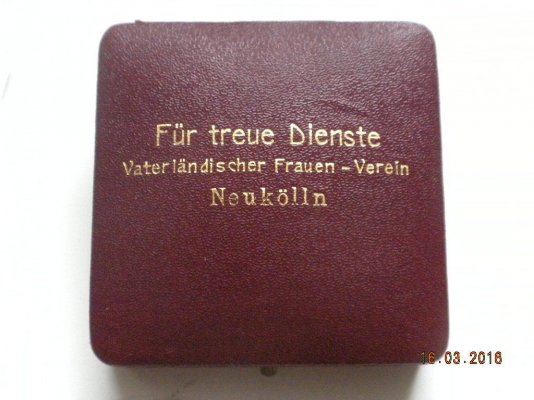 Für treue Dienste
Vaterländischer Frauen - Verein
Neukölln
16.03.2016